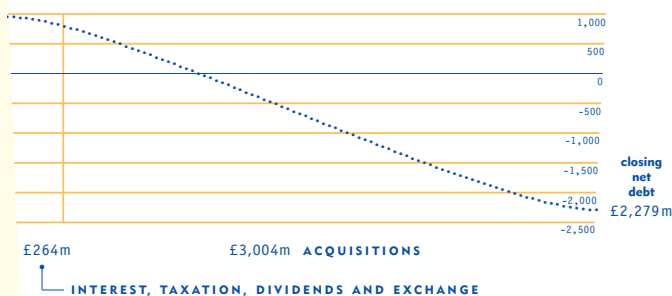 1,000
500
0
-500
-1,000
-1,500
-2,000
-2,500
closing
net
debt
£2,279m
£264m
£3,004m ACQUISITIONS
INTEREST, TAXATION, DIVIDENDS AND EXCHANGE